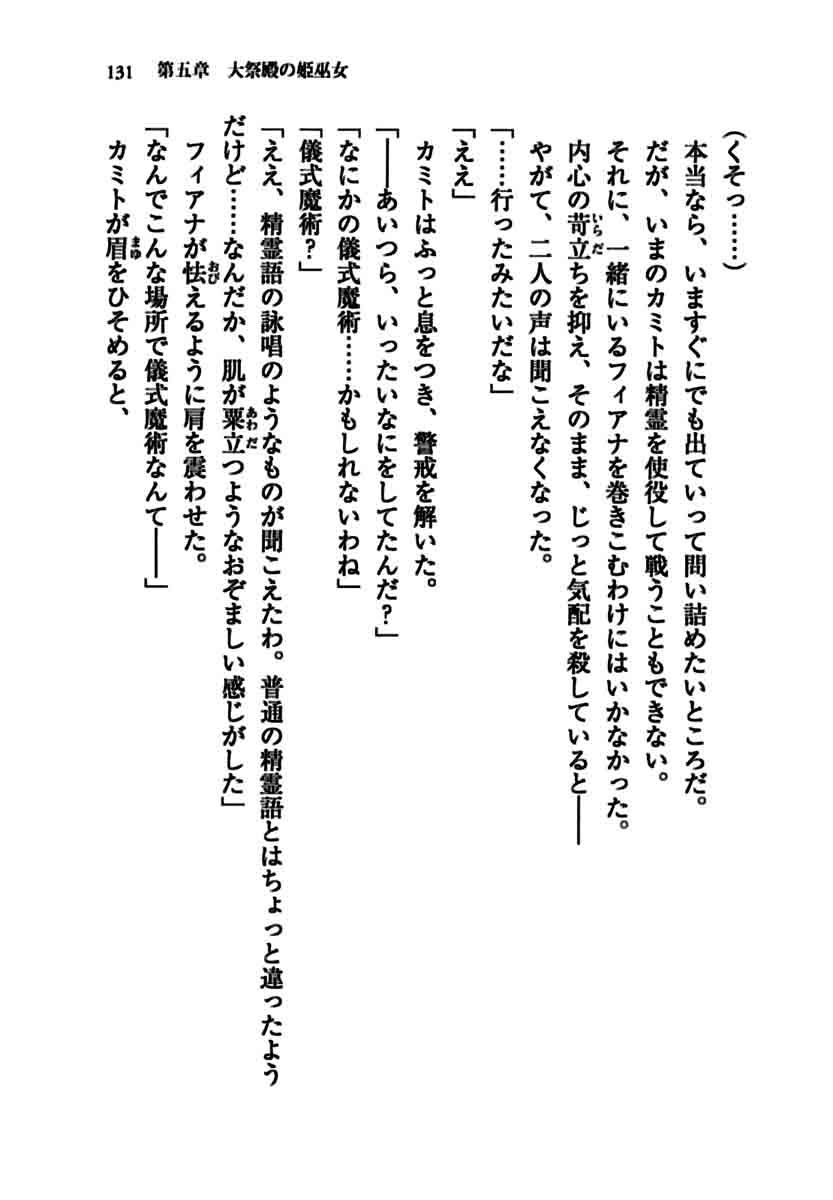 131　第五章　大祭殿の姫巫女
（くそっ……）
　本当なら、いますぐにでも出ていって問い詰めたいところだ。
　だが、いまのカミトは精霊を使役して戦うこともできない。
　それに、一緒にいるフィアナを巻きこむわけにはいかなかった。
　内心の苛立ちを抑え、そのまま、じっと気配を殺していると――
　やがて、二人の声は聞こえなくなった。
「……行ったみたいだな」
「ええ」
　カミトはふっと息をつき、警戒を解いた。
「――あいつら、いったいなにをしてたんだ？」
「なにかの儀式魔術……かもしれないわね」
「儀式魔術？」
「ええ、精霊語の詠唱のようなものが聞こえたわ。普通の精霊語とはちょっと違ったよう
だけど……なんだか、肌が粟立つようなおぞましい感じがした」
　フィアナが怯えるように肩を震わせた。
「なんでこんな場所で儀式魔術なんて――」
　カミトが眉をひそめると、